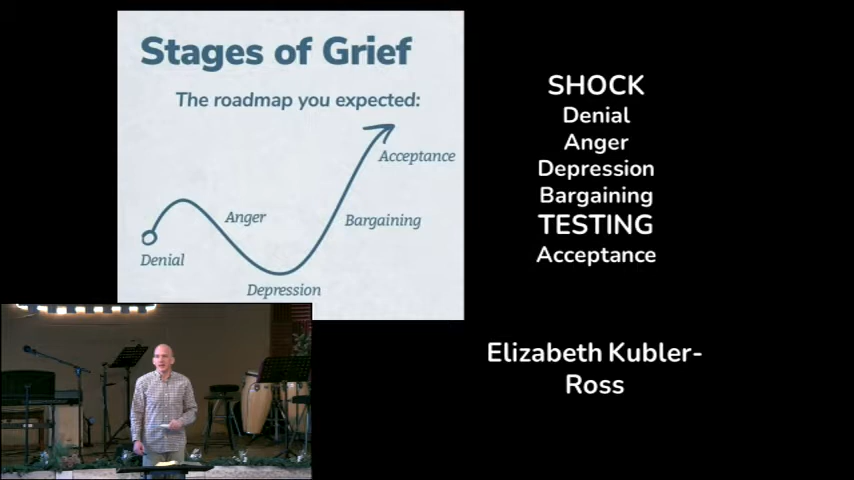 Stages of Grief
The roadmap you expected:
Acceptance
Anger
Bargaining
Denial
Depression
SHOCK
Denial
Anger
Depression
Bargaining
TESTING
Acceptance
Elizabeth Kubler-
Ross